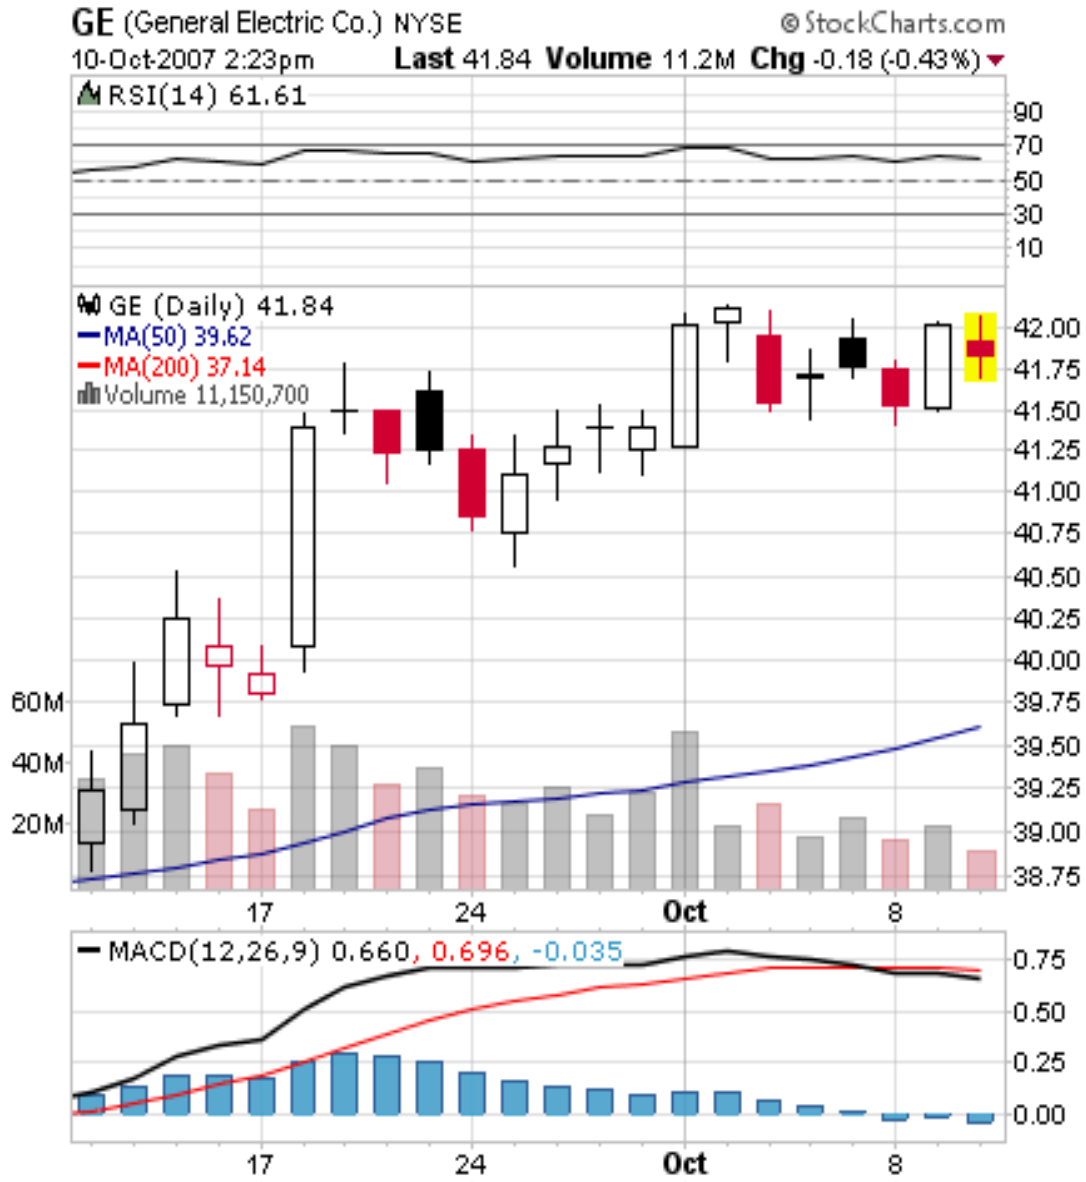 GE (General Electric Co.) NYSE © StockCharts.com
10-Oct-2007 2:23pm Last 41.84 Volume 11.2M Chg -0.18 (-0.43%)
RSI(14) 61.61
90
70
50
30
10
GE (Daily) 41.84
MA(50) 39.62
MA(200) 37.14
Volume 11,150,700
42.00
41.75
41.50
41.25
41.00
40.75
40.50
40.25
40.00
60M 39.75
39.50
40M
39.25
20M 39.00
38.75
17 24 Oct 8
MACD(12,26,9) 0.660, 0.696, -0.035
0.75
0.50
0.25
0.00
17 24 Oct 8